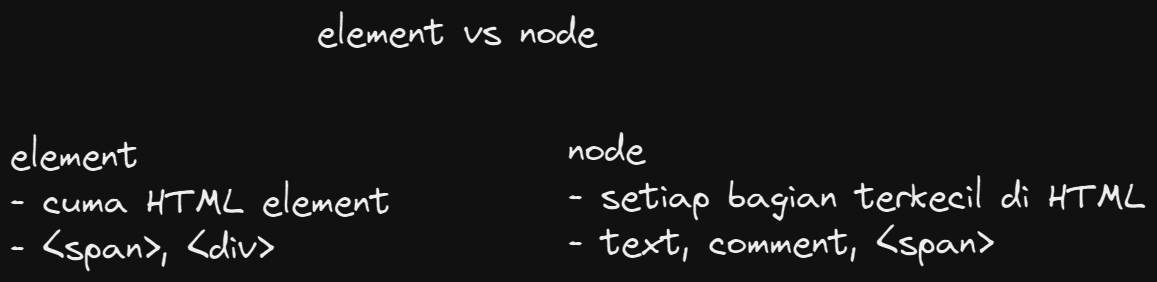 element vs node
element
- cuma HTML element
- <span>, <div>
node
- setiap bagian terkecil di HTML
- text, comment, <span>